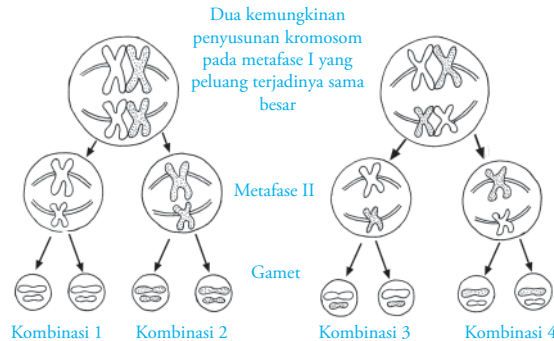 Dua kemungkinan
penyusunan kromosom
pada metafase I yang
peluang terjadinya sama
besar
Metafase II
Gamet
Kombinasi 1
Kombinasi 2
Kombinasi 3
Kombinasi 4